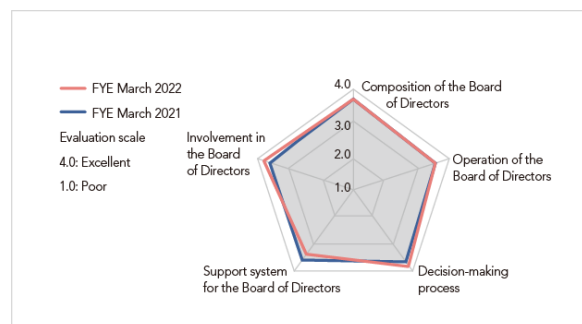 FYE March 2022
FYE March 2021
Evaluation scale
4.0: Excellent
1.0: Poor
4.0
3.0
2.0
1.0
Composition of the Board
of Directors
Operation of the
Board of Directors
Decision-making
process
Support system
for the Board of Directors
Involvement in
the Board
of Directors